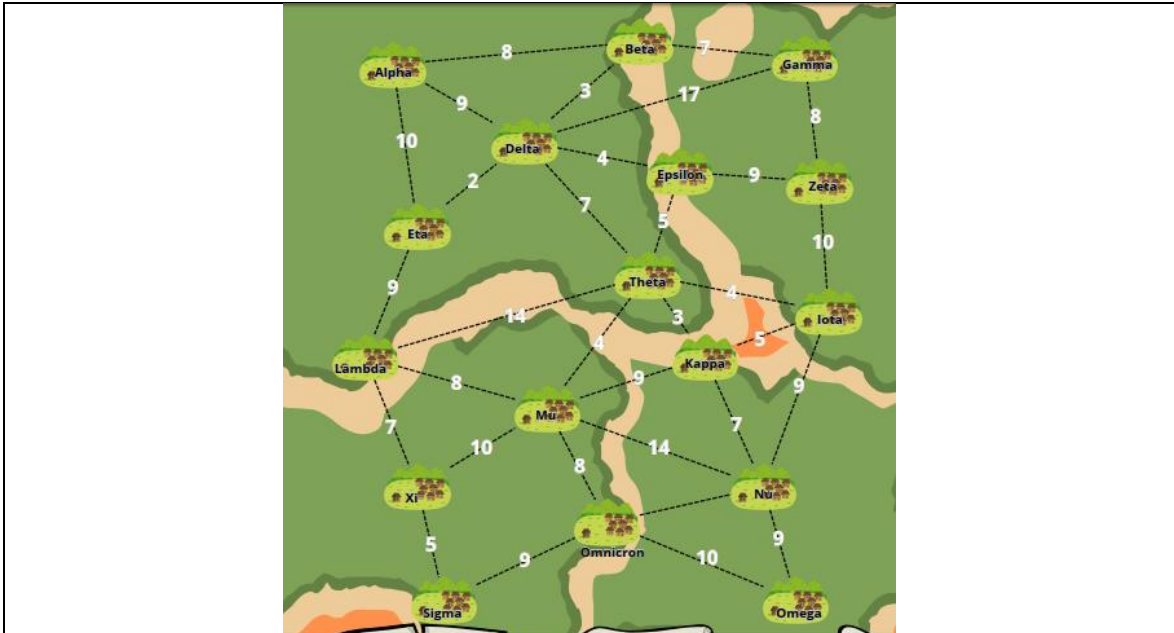 Beta
8
7
Alpha
Gamma
17
3
9
8
10
Delta
4
Epsilon
9
Zeta
2
7
5
Eta
10
Theta
9
4
14
3
Iota
4
5
Lambda
Kappa
8
9
9
Mu
7
7
10
14
8
Xi
Nu
5
9
Omnicron
10
9
Sigma
Omega